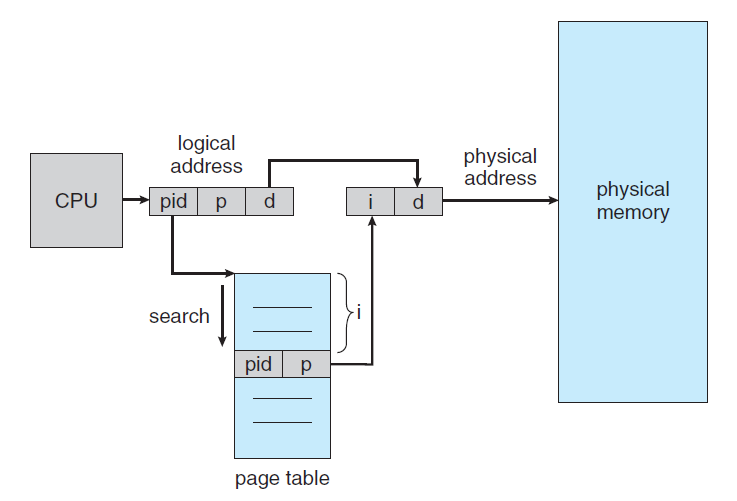 logical
address
physical
address
CPU
pid p d
i d
physical
memory
search
i
pid p
page table